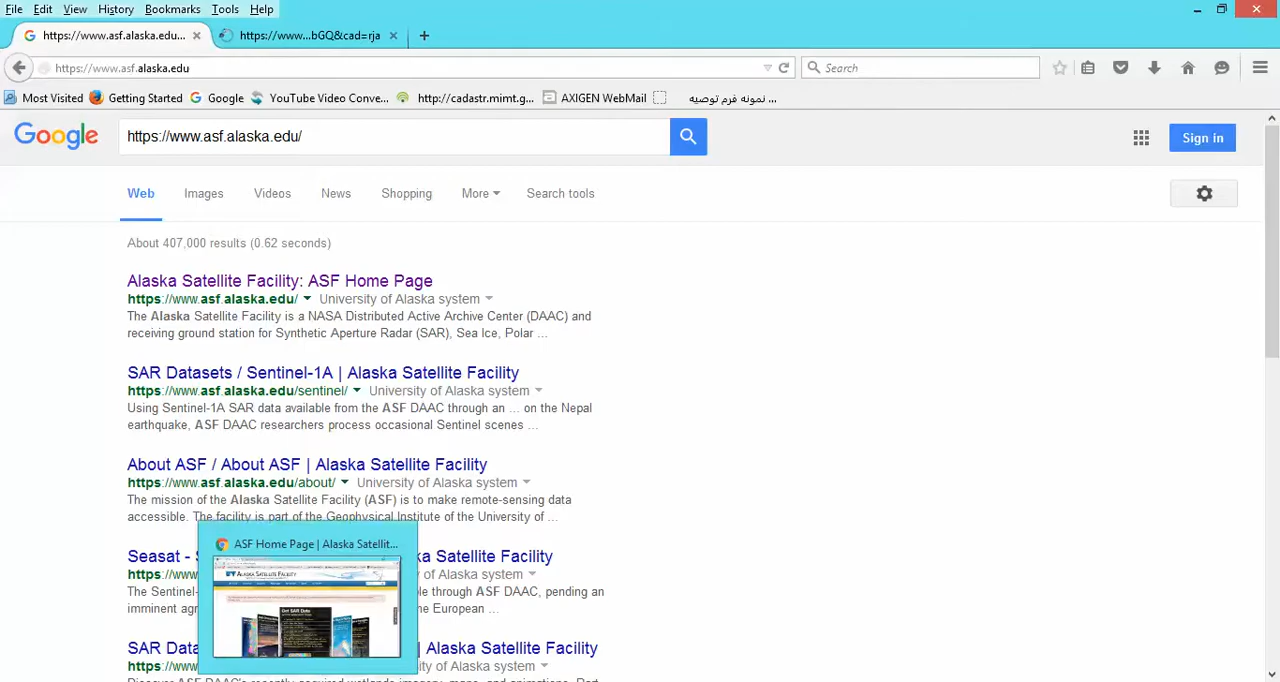 File Edit View History Bookmarks Tools Help
https://www.asf.alaska.edu... https://www...bGQ&cad=rja
https://www.asf.alaska.edu Search
Most Visited Getting Started Google YouTube Video Conve... http://cadastr.mimt.g... AXIGEN WebMail نمونه فرم توصیه ...
Google https://www.asf.alaska.edu/ Sign in
Web Images Videos News Shopping More Search tools
About 407,000 results (0.62 seconds)
Alaska Satellite Facility: ASF Home Page
https://www.asf.alaska.edu/ University of Alaska system
The Alaska Satellite Facility is a NASA Distributed Active Archive Center (DAAC) and
receiving ground station for Synthetic Aperture Radar (SAR), Sea Ice, Polar ...
SAR Datasets / Sentinel-1A | Alaska Satellite Facility
https://www.asf.alaska.edu/sentinel/ University of Alaska system
Using Sentinel-1A SAR data available from the ASF DAAC through an ... on the Nepal
earthquake, ASF DAAC researchers process occasional Sentinel scenes ...
About ASF / About ASF | Alaska Satellite Facility
https://www.asf.alaska.edu/about/ University of Alaska system
The mission of the Alaska Satellite Facility (ASF) is to make remote-sensing data
accessible. The facility is part of the Geophysical Institute of the University of ...
ASF Home Page | Alaska Satellit...
ALASKA SATELLITE FACILITY
Get SAR Data
Seasat - ka Satellite Facility
https://www. of Alaska system
The Sentinel- le through ASF DAAC, pending an
imminent agr the European ...
SAR Data | Alaska Satellite Facility
https://www. ity of Alaska system